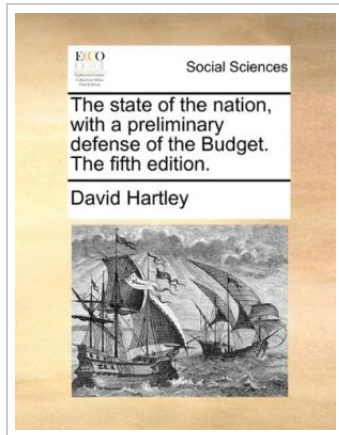 ECCO
Social Sciences
The state of the nation,
with a preliminary
defense of the Budget.
The fifth edition.
David Hartley